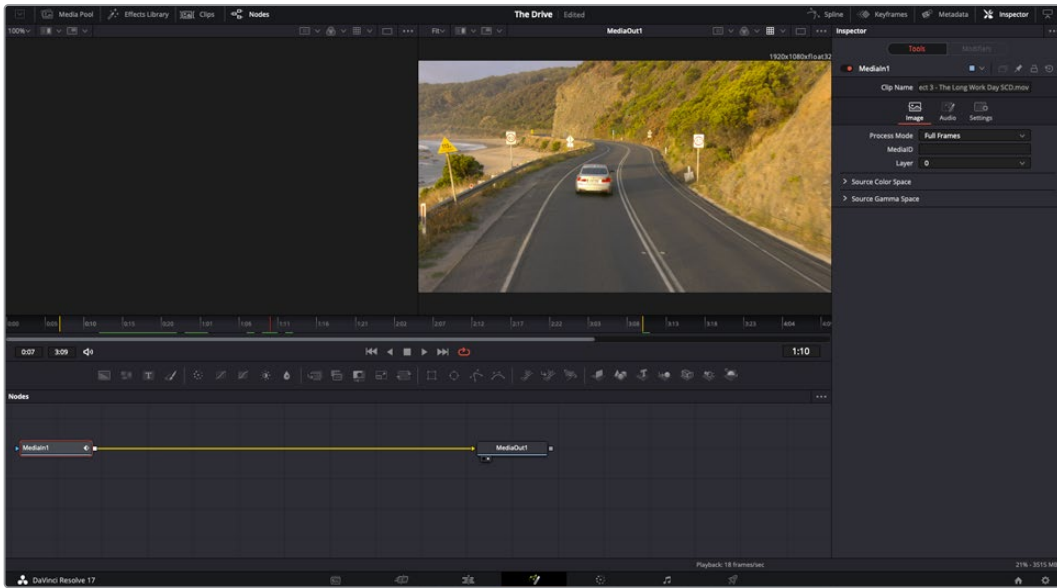 Media Pool Effects Library Clips Nodes The Drive Edited Spline Keyframes Metadata Inspector
100% Fit MediaOut1 Inspector
1920x1080xfloat32
Tools Modifiers
MediaIn1
Clip Name ect 3 - The Long Work Day SCD.mov
Image Audio Settings
Process Mode Full Frames
MediaID
Layer 0
Source Color Space
Source Gamma Space
0:07 3:09 1:10
Nodes
MediaIn1 MediaOut1
Playback: 18 frames/sec 21% - 3515 M
DaVinci Resolve 17